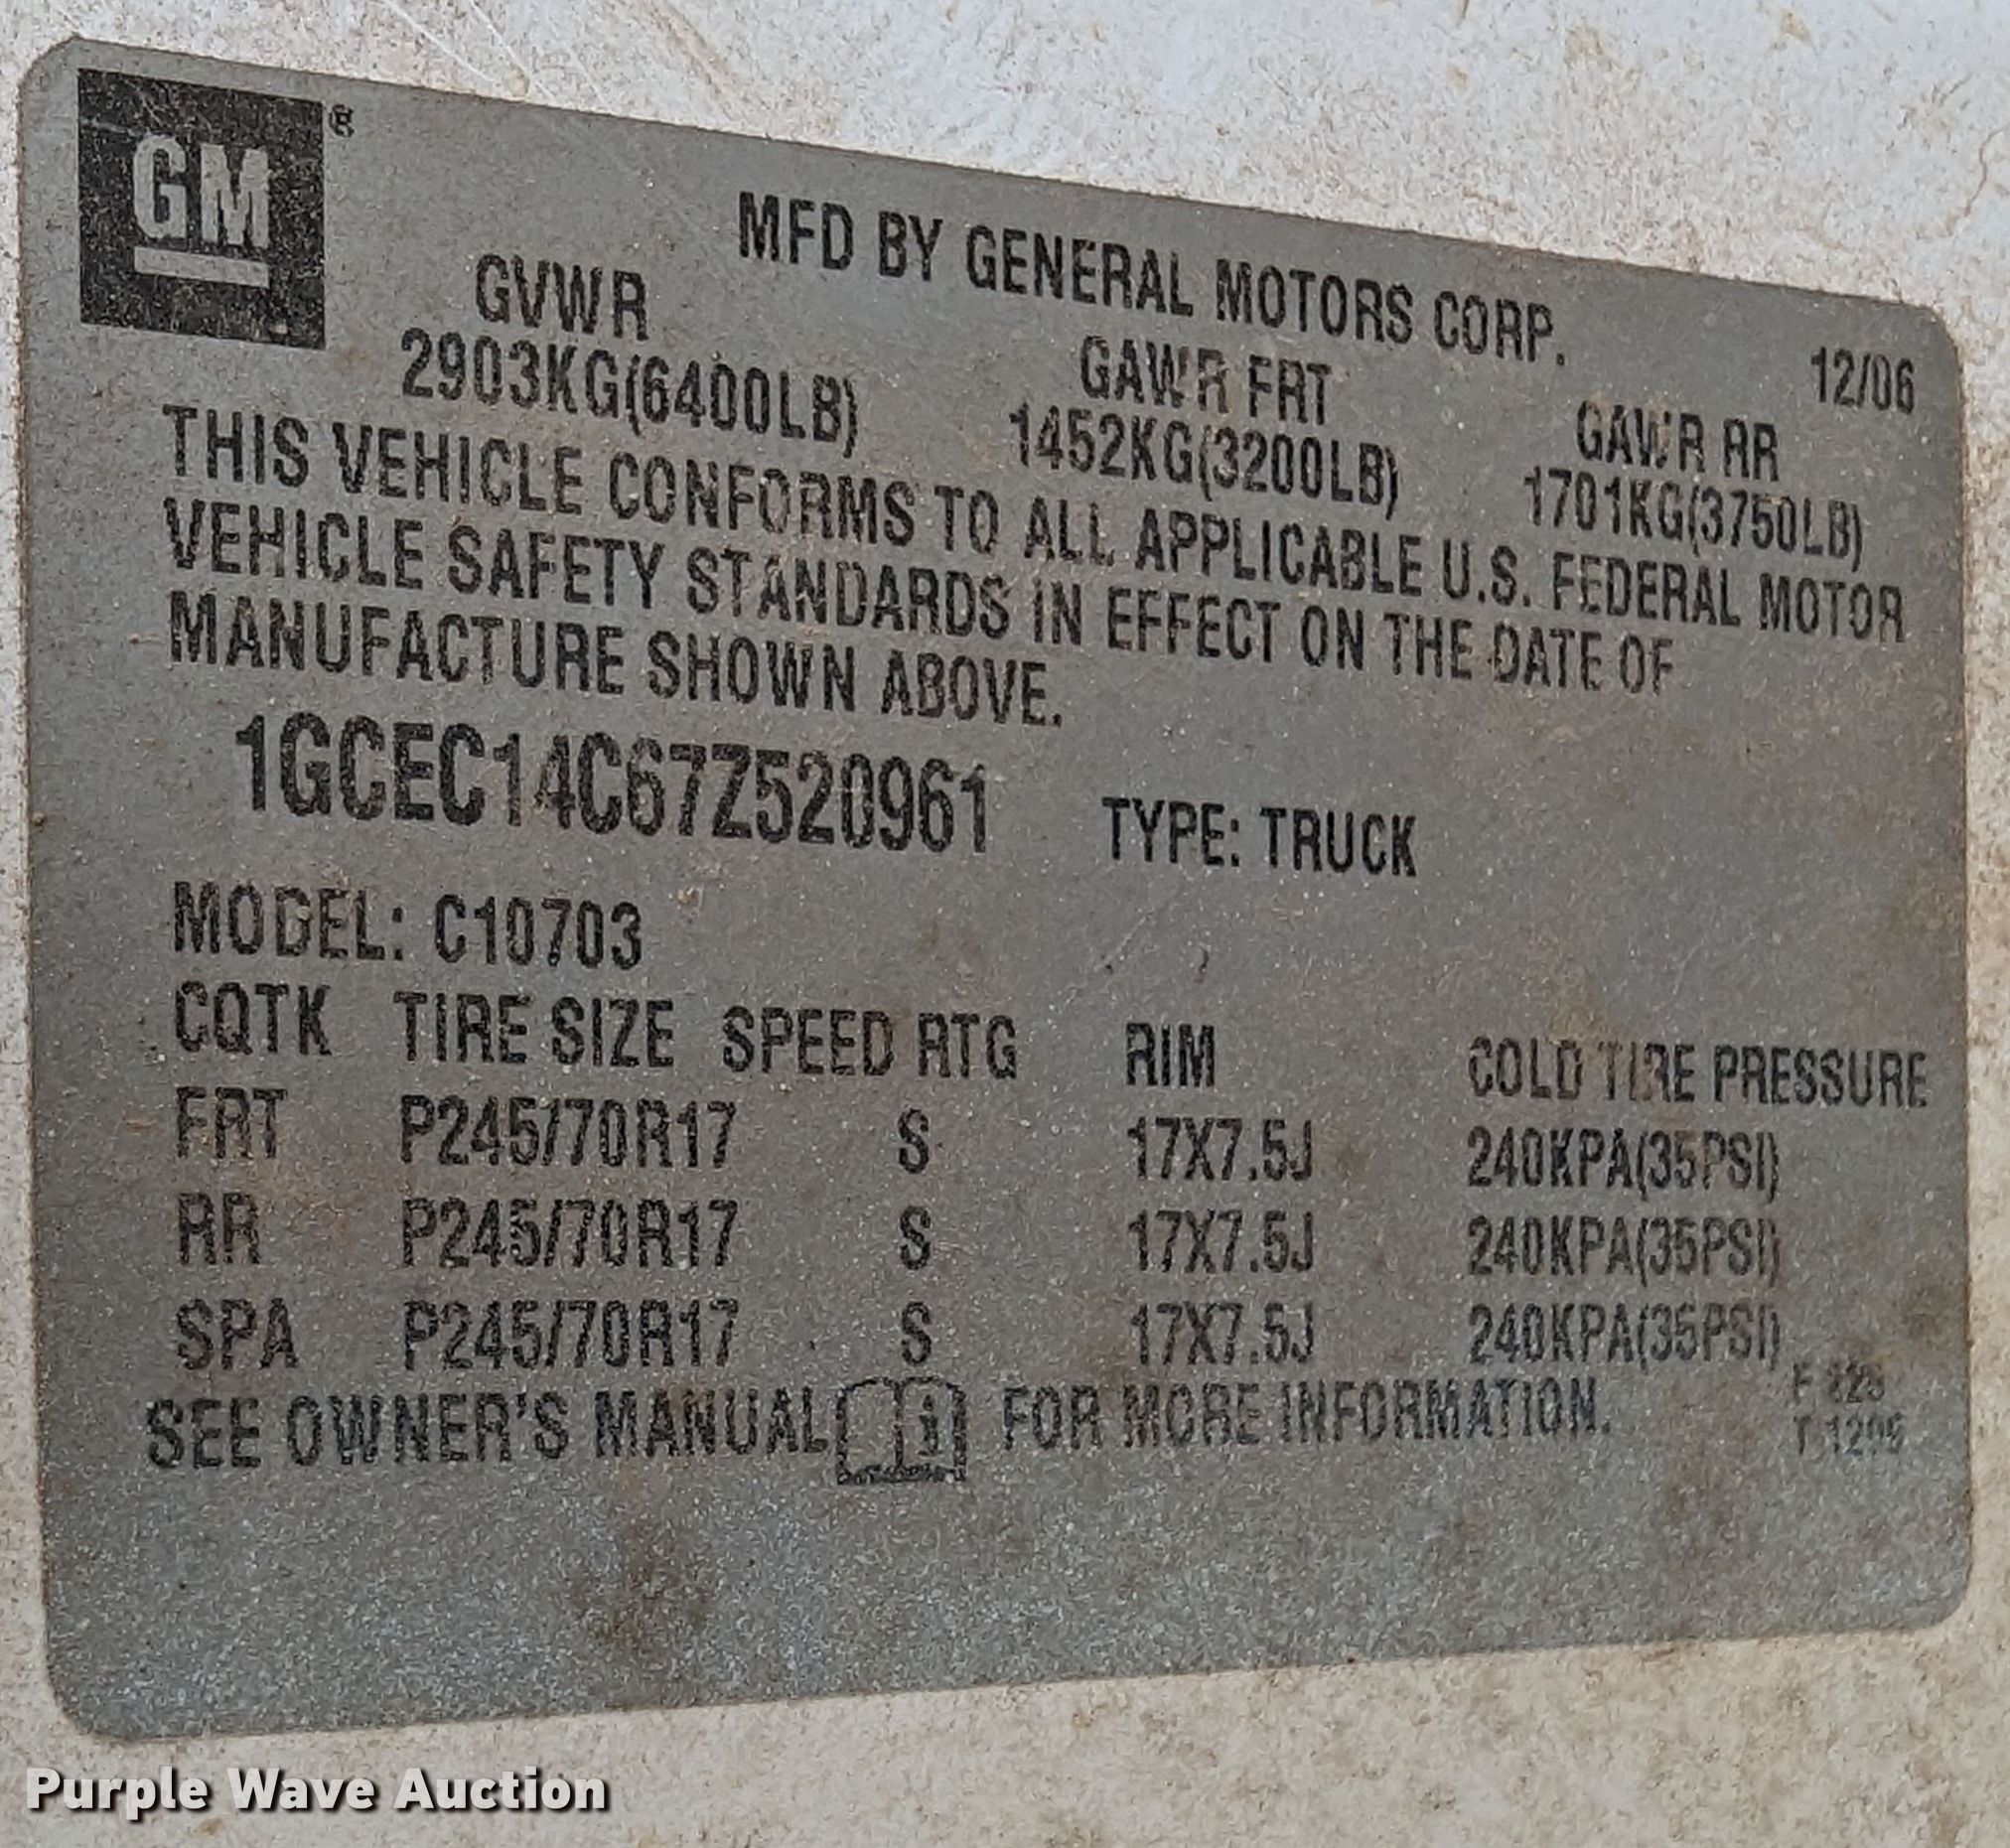 GM®
MFD BY GENERAL MOTORS CORP.
12/06
GVWR
GAWR FRT
GAWR RR
2903KG(6400LB)
1452KG(3200LB)
1701KG(3750LB)
THIS VEHICLE CONFORMS TO ALL APPLICABLE U.S. FEDERAL MOTOR
VEHICLE SAFETY STANDARDS IN EFFECT ON THE DATE OF
MANUFACTURE SHOWN ABOVE.
1GCEC14C67Z520961 TYPE: TRUCK
MODEL: C10703
CQTK TIRE SIZE SPEED RTG RIM COLD TIRE PRESSURE
FRT P245/70R17 S 17X7.5J 240KPA(35PSI)
RR P245/70R17 S 17X7.5J 240KPA(35PSI)
SPA P245/70R17 S 17X7.5J 240KPA(35PSI)
SEE OWNER'S MANUAL FOR MORE INFORMATION.
F
T
Purple Wave Auction